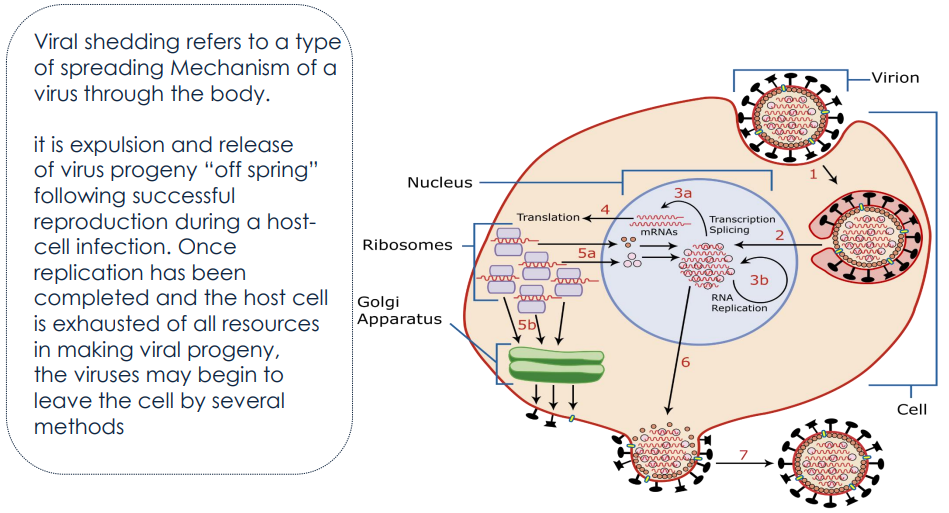 Viral shedding refers to a type
of spreading Mechanism of a
virus through the body.
it is expulsion and release
of virus progeny “off spring”
following successful
reproduction during a host-
cell infection. Once
replication has been
completed and the host cell
is exhausted of all resources
in making viral progeny,
the viruses may begin to
leave the cell by several
methods
Virion
1
Nucleus
3a
Translation
4
mRNAs
Transcription
Splicing
2
Ribosomes
5a
3b
RNA
Replication
Golgi
Apparatus
5b
6
Cell
7